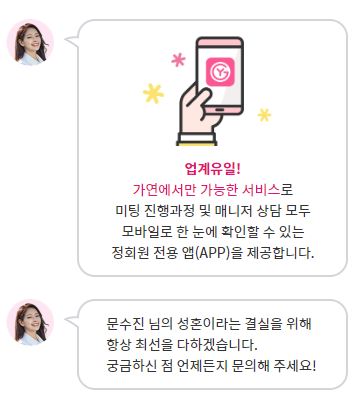 업계유일!
가연에서만 가능한 서비스로
미팅 진행과정 및 매니저 상담 모두
모바일로 한 눈에 확인할 수 있는
정회원 전용 앱(APP)을 제공합니다.
문수진 님의 성혼이라는 결실을 위해
항상 최선을 다하겠습니다.
궁금하신 점 언제든지 문의해 주세요!